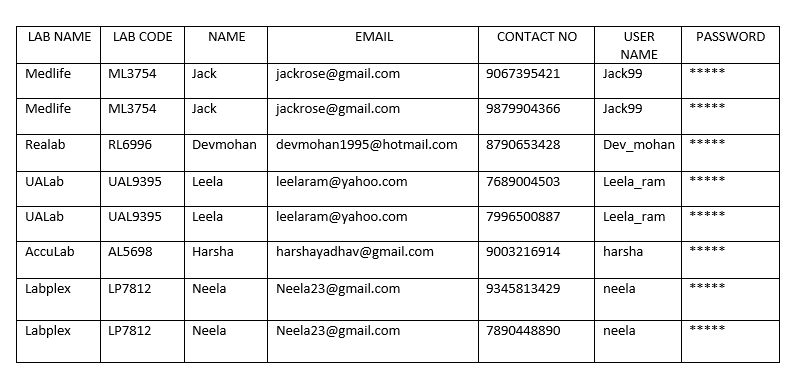 LAB NAME LAB CODE NAME EMAIL CONTACT NO USER NAME PASSWORD
Medlife ML3754 Jack jackrose@gmail.com 9067395421 Jack99 *****
Medlife ML3754 Jack jackrose@gmail.com 9879904366 Jack99 *****
Realab RL6996 Devmohan devmohan1995@hotmail.com 8790653428 Dev_mohan *****
UALab UAL9395 Leela leelaram@yahoo.com 7689004503 Leela_ram *****
UALab UAL9395 Leela leelaram@yahoo.com 7996500887 Leela_ram *****
AccuLab AL5698 Harsha harshayadhav@gmail.com 9003216914 harsha *****
Labplex LP7812 Neela Neela23@gmail.com 9345813429 neela *****
Labplex LP7812 Neela Neela23@gmail.com 7890448890 neela *****